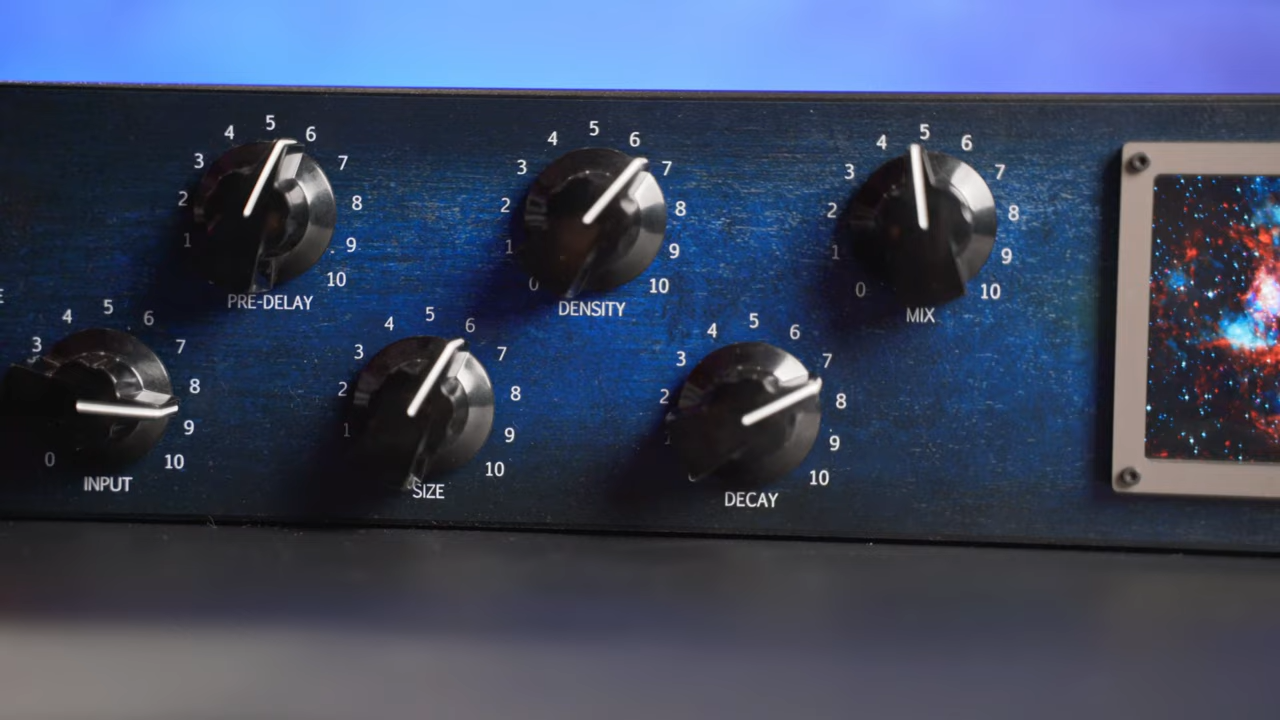 1 2 3 4 5 6 7 8 9 10
PRE-DELAY
0 1 2 3 4 5 6 7 8 9 10
DENSITY
0 1 2 3 4 5 6 7 8 9 10
MIX
0 3 4 5 6 7 8 9 10
INPUT
1 2 3 4 5 6 7 8 9 10
SIZE
2 3 4 5 6 7 8 9 10
DECAY